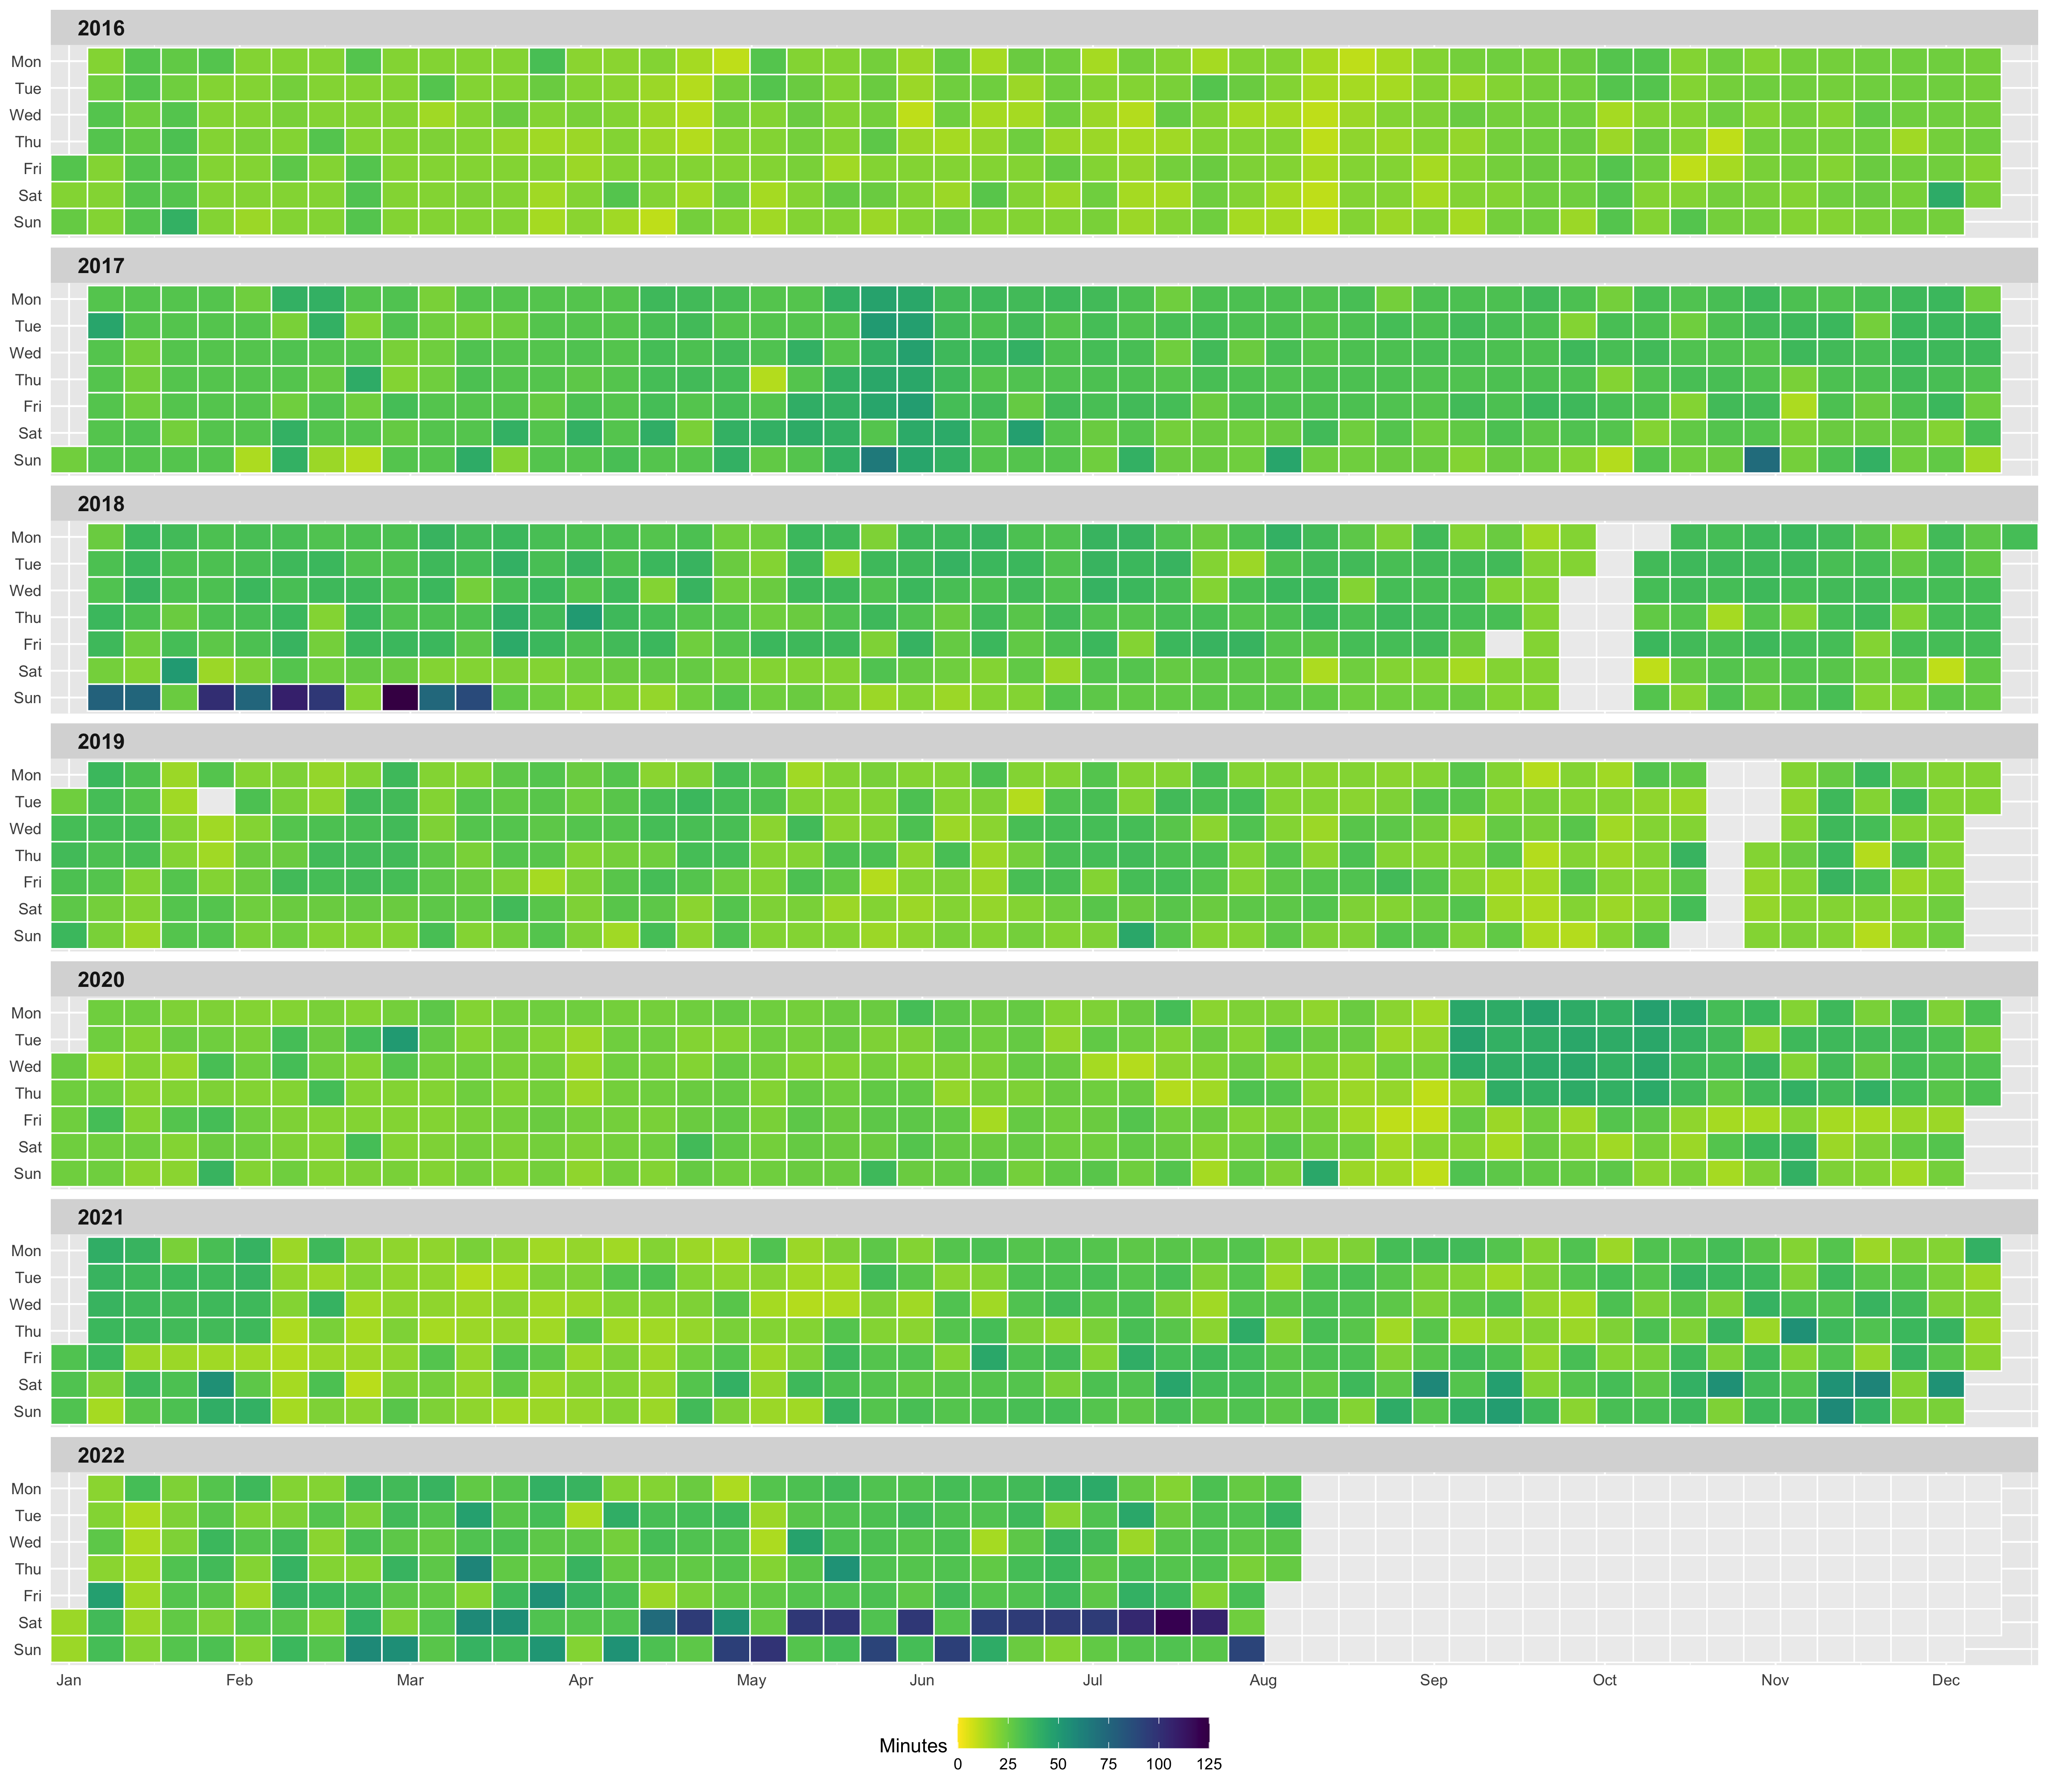 2016
Mon
Tue
Wed
Thu
Fri
Sat
Sun
2017
Mon
Tue
Wed
Thu
Fri
Sat
Sun
2018
Mon
Tue
Wed
Thu
Fri
Sat
Sun
2019
Mon
Tue
Wed
Thu
Fri
Sat
Sun
2020
Mon
Tue
Wed
Thu
Fri
Sat
Sun
2021
Mon
Tue
Wed
Thu
Fri
Sat
Sun
2022
Mon
Tue
Wed
Thu
Fri
Sat
Sun
Jan Feb Mar Apr May Jun Jul Aug Sep Oct Nov Dec
Minutes
0 25 50 75 100 125